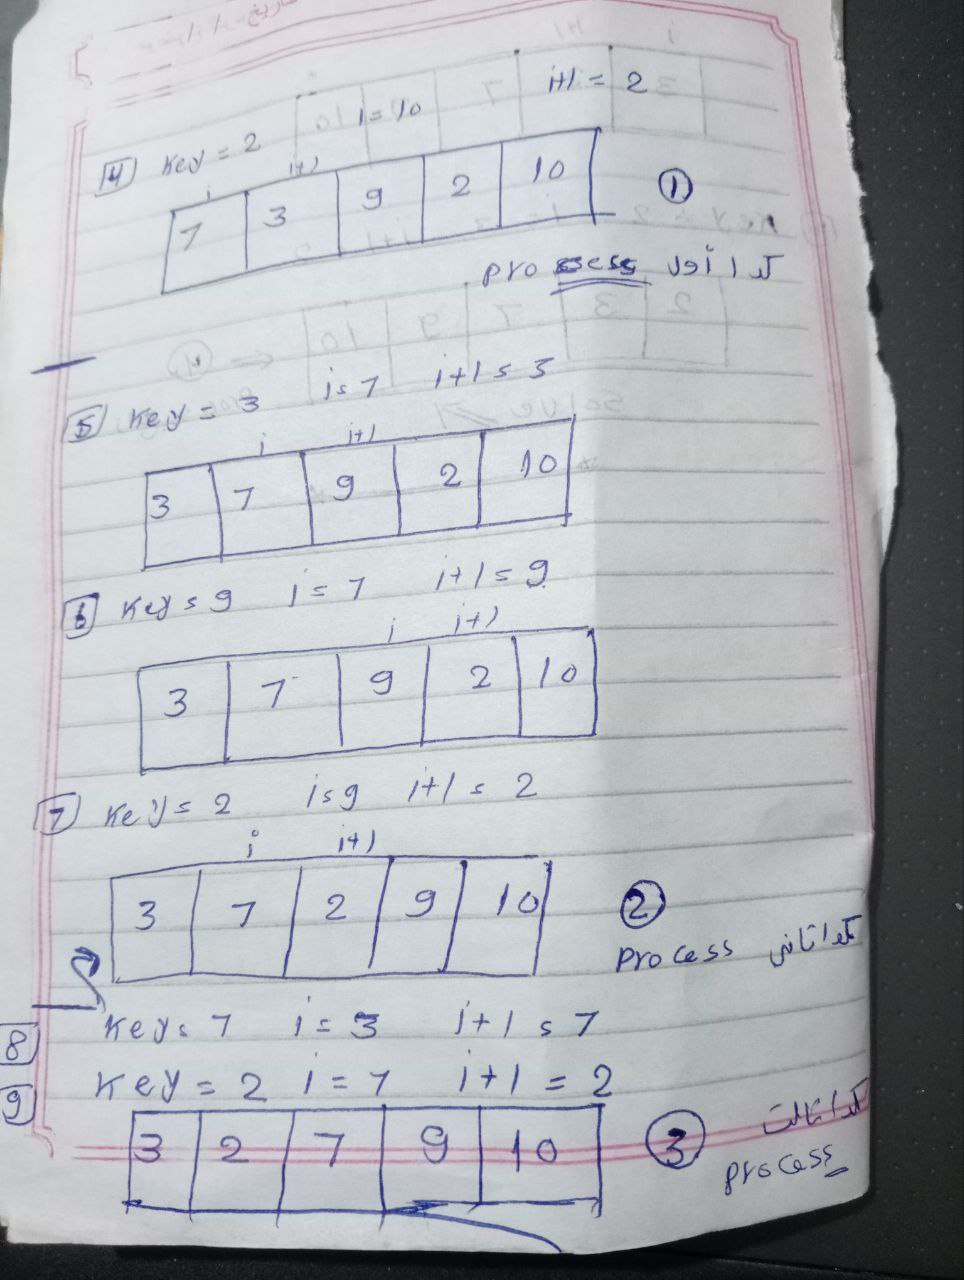 4 Key = 2 i = 10 i+1 = 2
i i+1
7 3 9 2 10 1
كدا أول process
5 Key = 3 i = 7 i+1 = 3
i i+1
3 7 9 2 10
6 Key = 9 i = 7 i+1 = 9
i i+1
3 7 9 2 10
7 Key = 2 i = 9 i+1 = 2
i i+1
3 7 2 9 10 2
كدا تاني process
8 Key = 7 i = 3 i+1 = 7
9 Key = 2 i = 7 i+1 = 2
3 2 7 9 10 3
كدا تالت
process